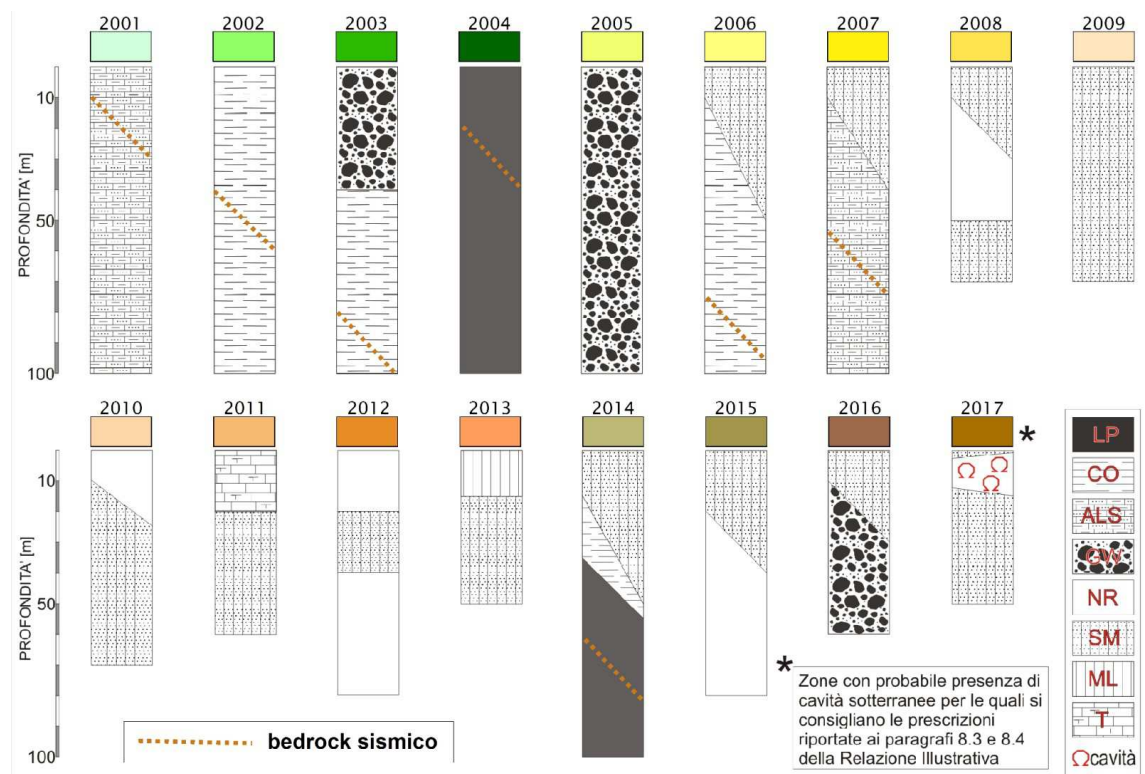 2001 2002 2003 2004 2005 2006 2007 2008 2009
PROFONDITA' [m]
10
50
100
2010 2011 2012 2013 2014 2015 2016 2017 *
PROFONDITA' [m]
10
50
100
Ω Ω Ω
LP
CO
ALS
GW
NR
SM
ML
T
Ωcavità
bedrock sismico
* Zone con probabile presenza di
cavità sotterranee per le quali si
consigliano le prescrizioni
riportate ai paragrafi 8.3 e 8.4
della Relazione Illustrativa